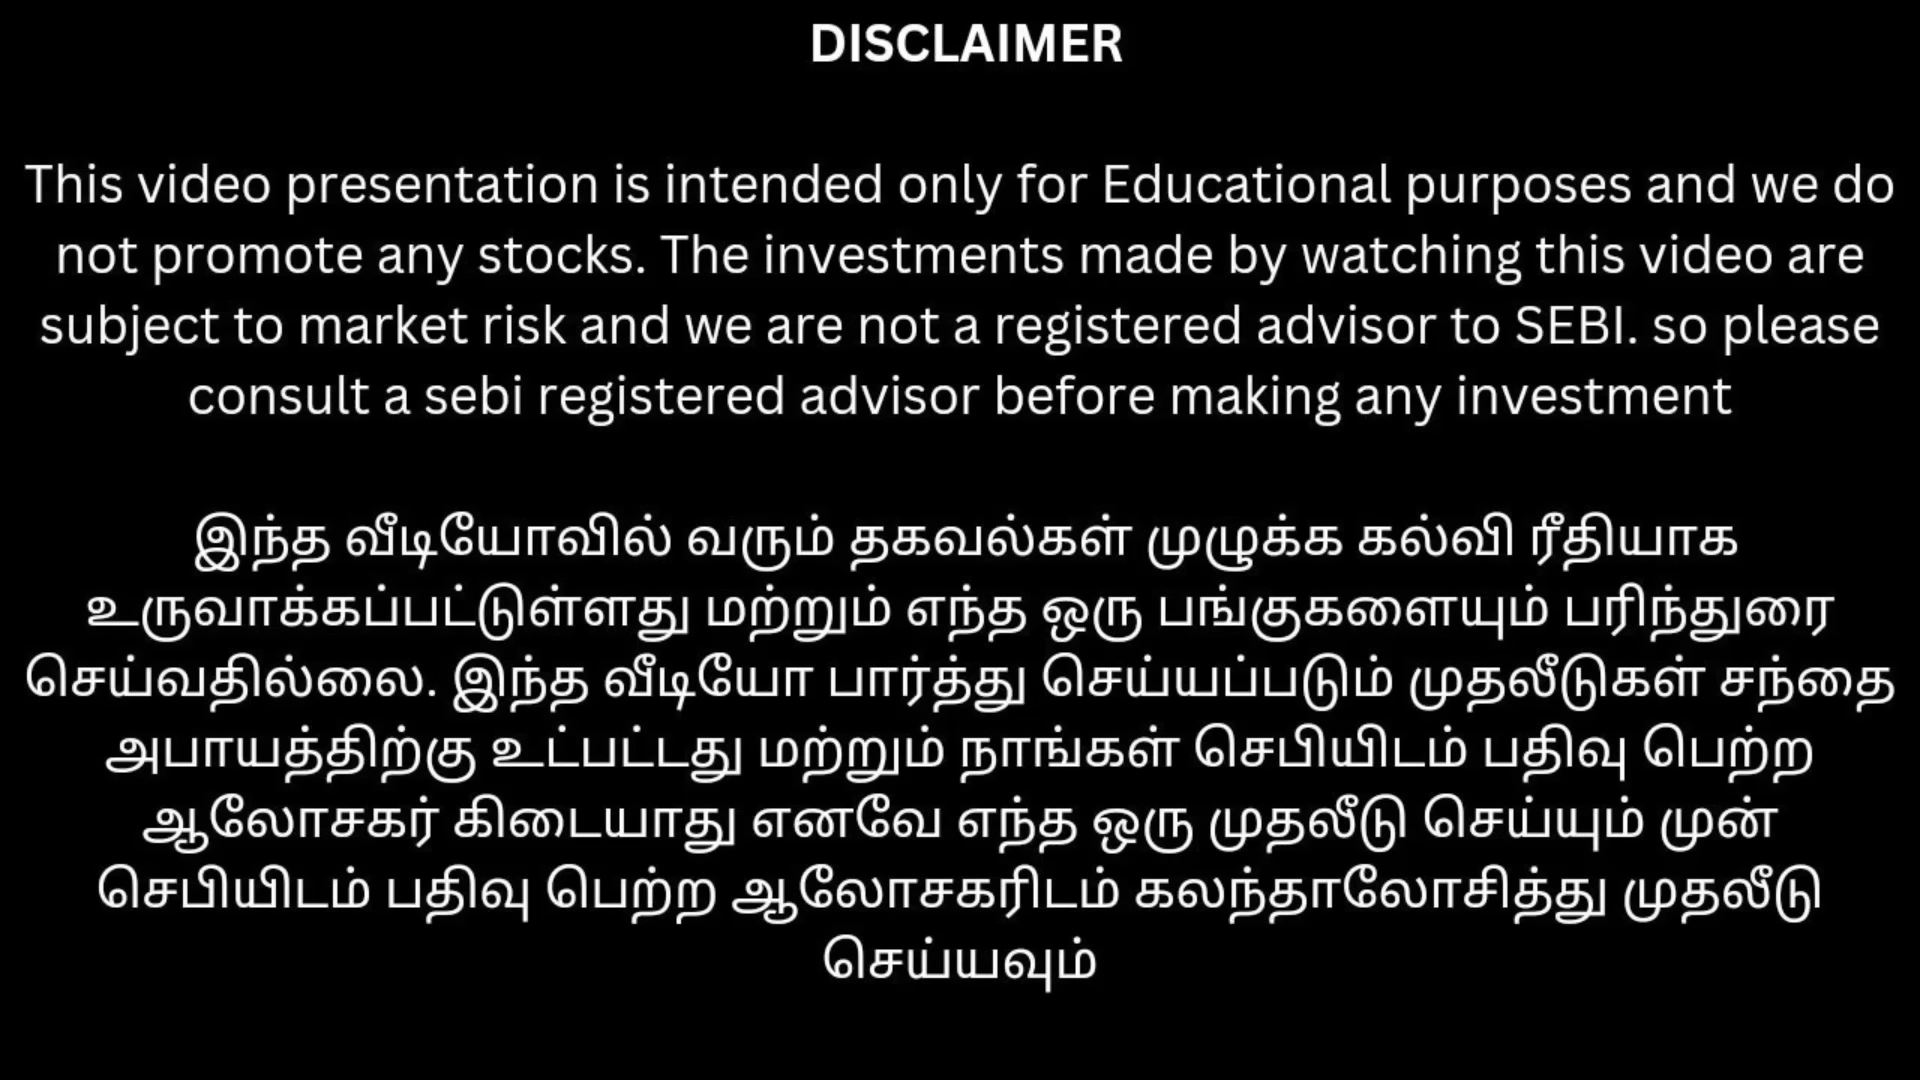 DISCLAIMER
This video presentation is intended only for Educational purposes and we do
not promote any stocks. The investments made by watching this video are
subject to market risk and we are not a registered advisor to SEBI. so please
consult a sebi registered advisor before making any investment
இந்த வீடியோவில் வரும் தகவல்கள் முழுக்க கல்வி ரீதியாக
உருவாக்கப்பட்டுள்ளது மற்றும் எந்த ஒரு பங்குகளையும் பரிந்துரை
செய்வதில்லை. இந்த வீடியோ பார்த்து செய்யப்படும் முதலீடுகள் சந்தை
அபாயத்திற்கு உட்பட்டது மற்றும் நாங்கள் செபியிடம் பதிவு பெற்ற
ஆலோசகர் கிடையாது எனவே எந்த ஒரு முதலீடு செய்யும் முன்
செபியிடம் பதிவு பெற்ற ஆலோசகரிடம் கலந்தாலோசித்து முதலீடு
செய்யவும்